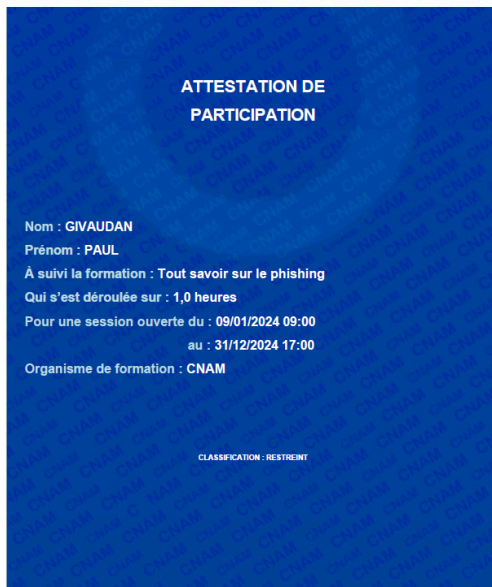 ATTESTATION DE
PARTICIPATION
Nom : GIVAUDAN
Prénom : PAUL
À suivi la formation : Tout savoir sur le phishing
Qui s'est déroulée sur : 1,0 heures
Pour une session ouverte du : 09/01/2024 09:00
au : 31/12/2024 17:00
Organisme de formation : CNAM
CLASSIFICATION : RESTREINT